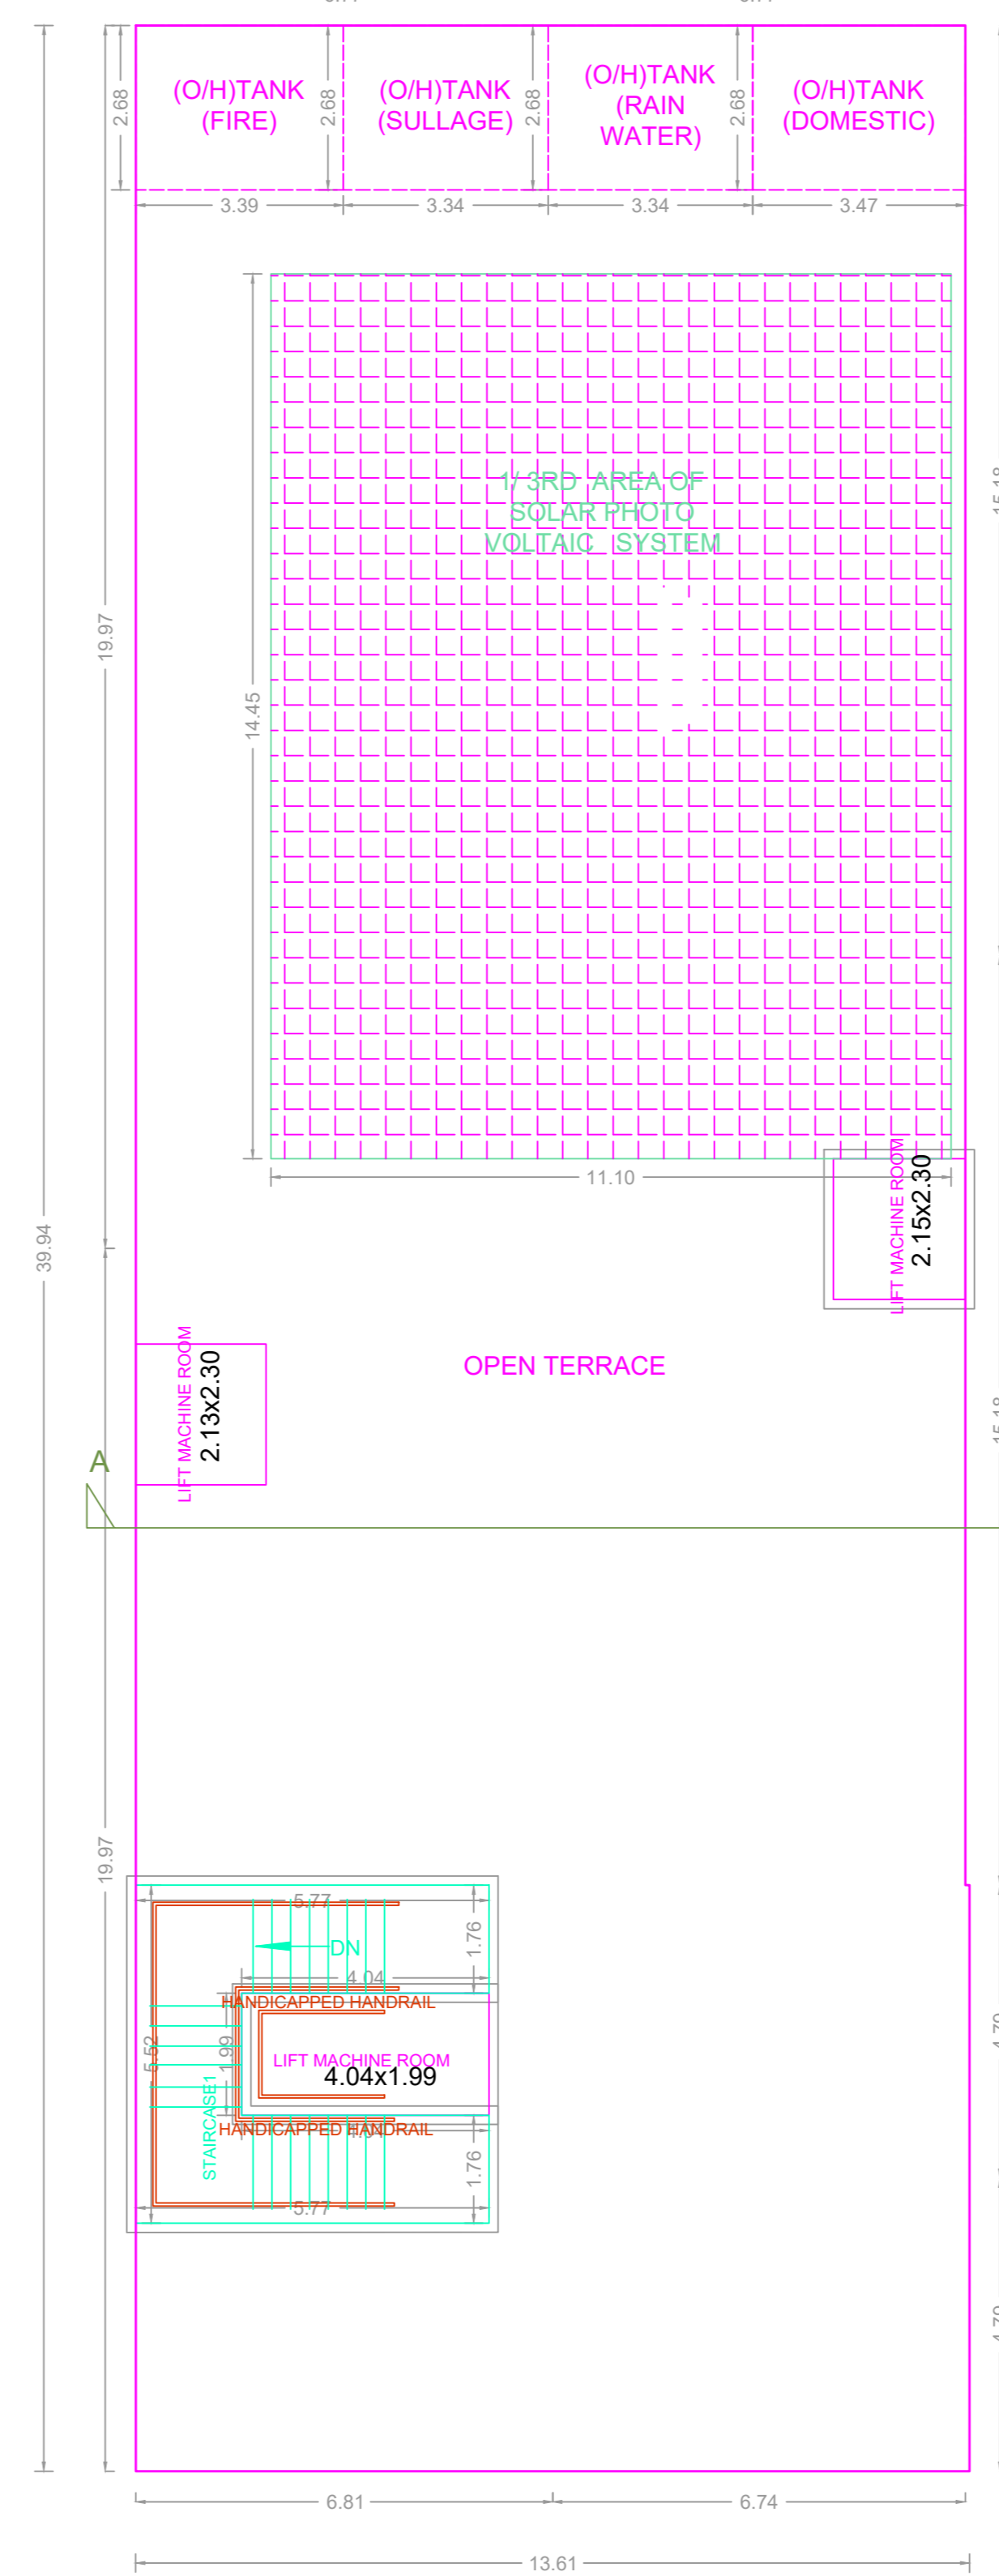 2.68
(O/H)TANK
(FIRE)
2.68
(O/H)TANK
(SULLAGE)
2.68
(O/H)TANK
(RAIN
WATER)
2.68
(O/H)TANK
(DOMESTIC)
3.39
3.34
3.34
3.47
1/ 3RD AREA OF
SOLAR PHOTO
VOLTAIC SYSTEM
19.97
14.45
11.10
LIFT MACHINE ROOM
2.15x2.30
39.94
LIFT MACHINE ROOM
2.13x2.30
OPEN TERRACE
A
19.97
5.77
1.76
DN
4.04
HANDICAPPED HANDRAIL
5.52
1.99
LIFT MACHINE ROOM
4.04x1.99
STAIRCASE1
HANDICAPPED HANDRAIL
1.76
5.77
6.81
6.74
13.61